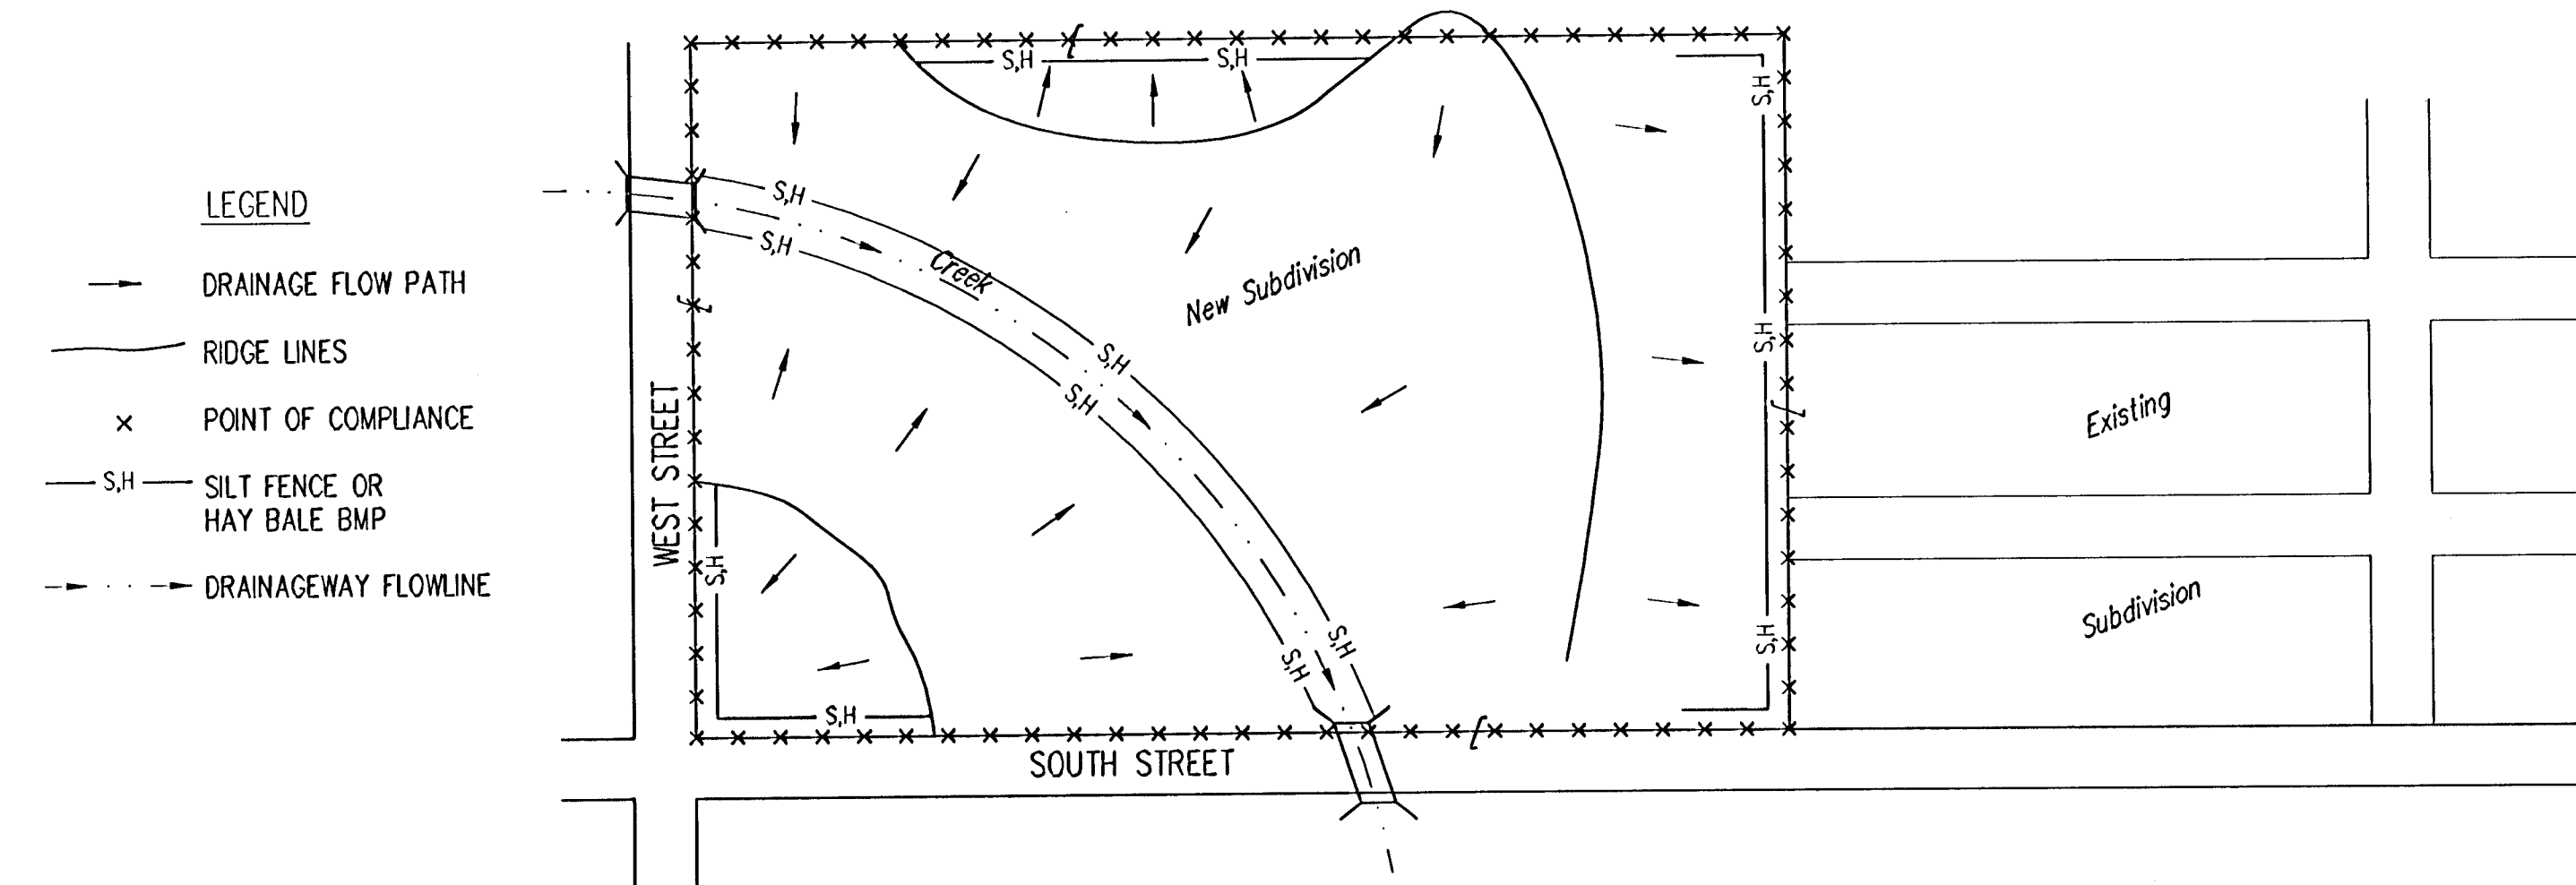 LEGEND
DRAINAGE FLOW PATH
RIDGE LINES
× POINT OF COMPLIANCE
S,H SILT FENCE OR
HAY BALE BMP
DRAINAGEWAY FLOWLINE
S,H
S,H
S,H
S,H
S,H
Creek
New Subdivision
S,H
S,H
S,H
WEST STREET
Existing
S,H
Subdivision
S,H
S,H
S,H
S,H
SOUTH STREET